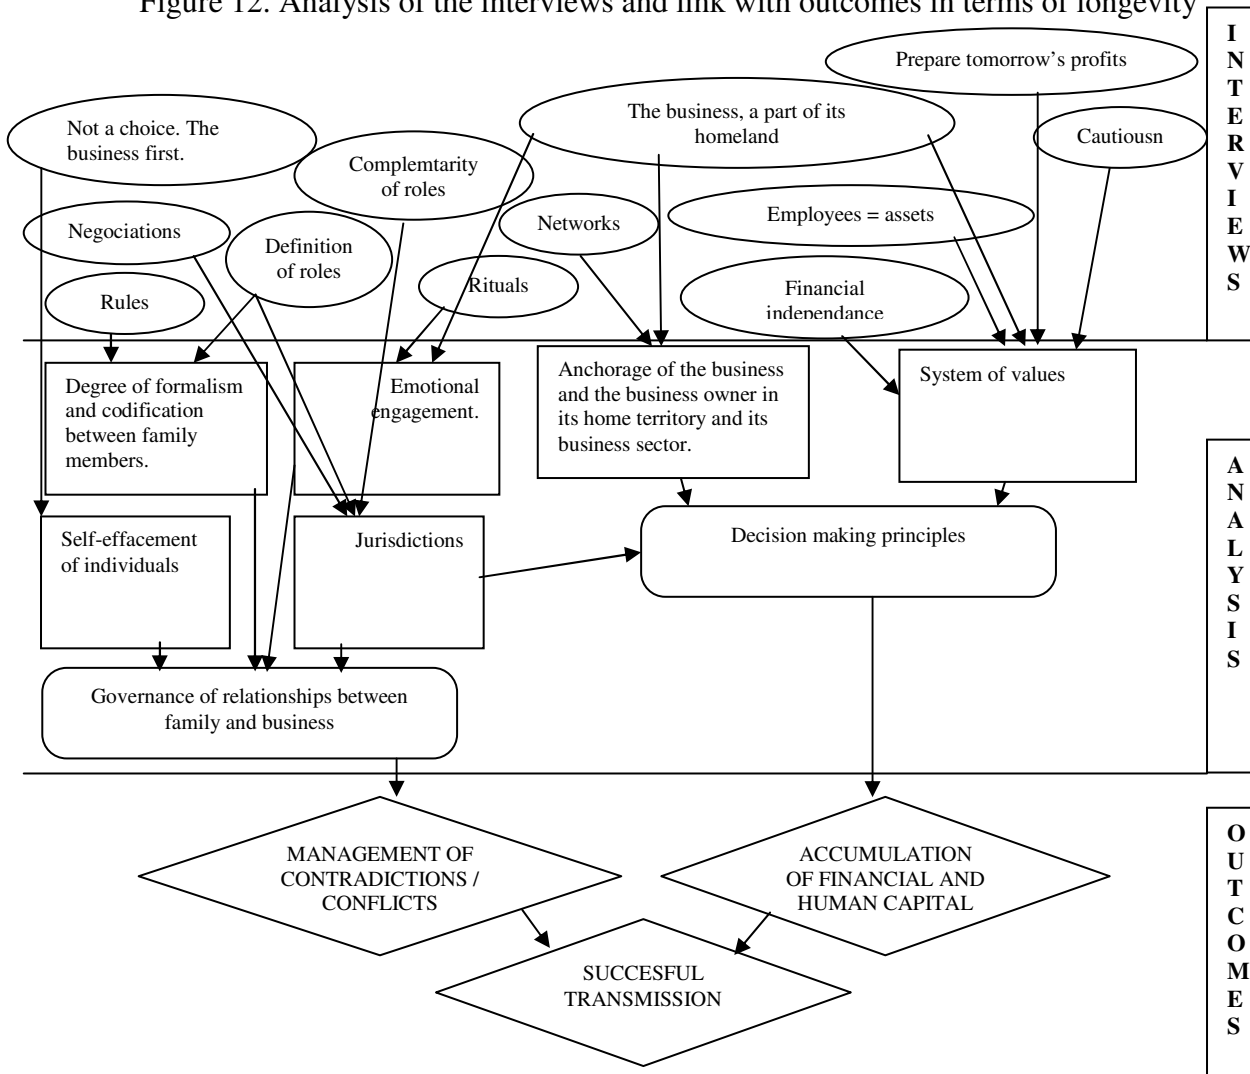 Figure 12. Analysis of the interviews and link with outcomes in terms of longevity
Prepare tomorrow's profits
The business, a part of its
homeland
Cautiousn
Not a choice. The
business first.
Complemtarity
of roles
Employees = assets
Networks
Negociations
Definition
of roles
Rituals
Financial
independance
Rules
INTERVIEWS
Degree of formalism
and codification
between family
members.
Emotional
engagement.
Anchorage of the business
and the business owner in
its home territory and its
business sector.
System of values
Self-effacement
of individuals
Jurisdictions
Decision making principles
Governance of relationships between
family and business
ANALYSIS
MANAGEMENT OF
CONTRADICTIONS /
CONFLICTS
ACCUMULATION
OF FINANCIAL AND
HUMAN CAPITAL
SUCCESFUL
TRANSMISSION
OUTCOMES